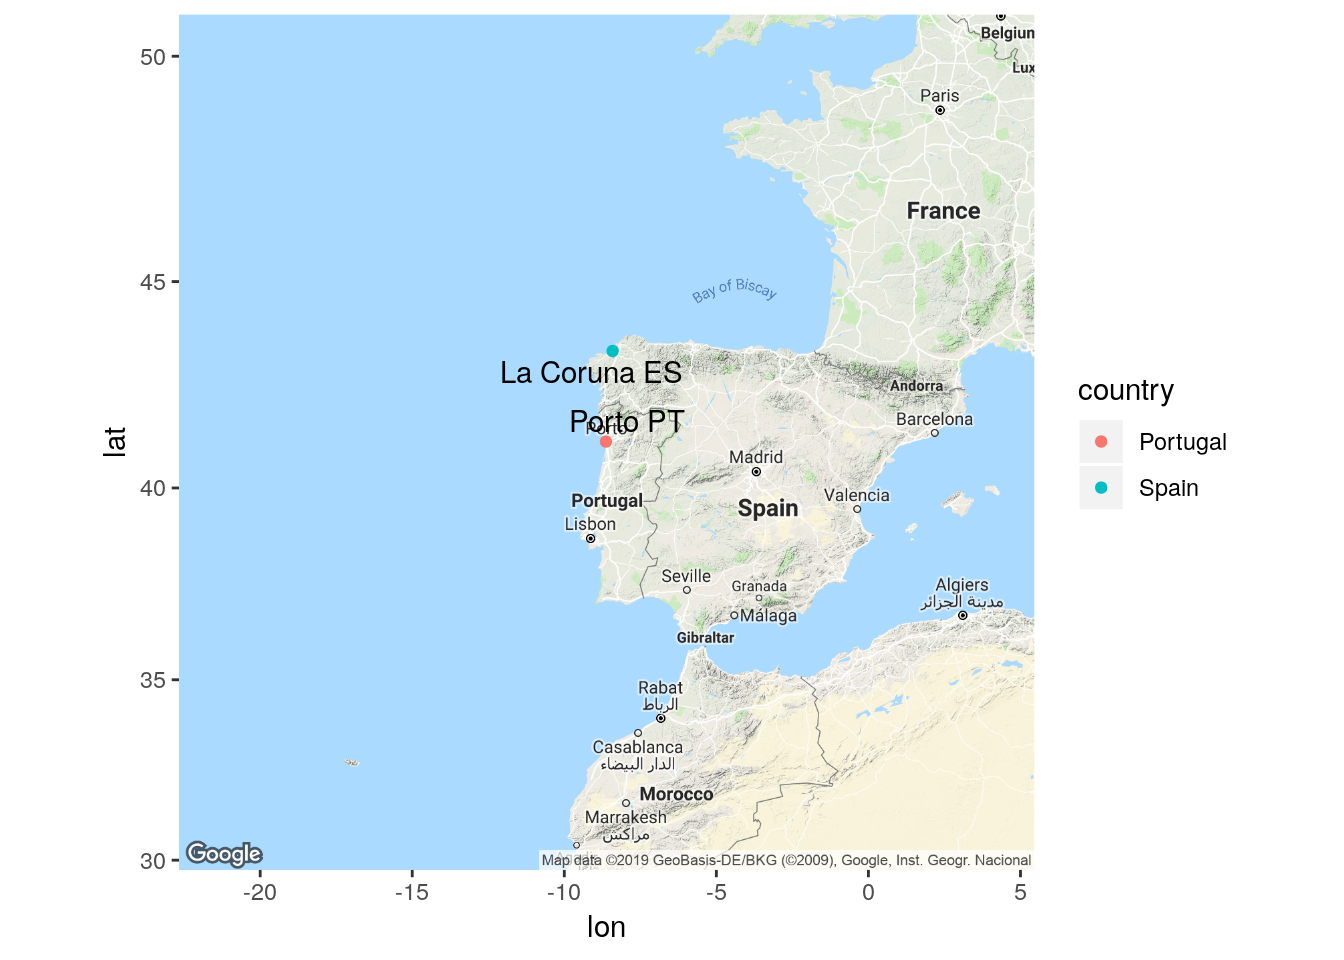 Belgium
Lux
50
Paris
France
45
Bay of Biscay
La Coruna ES
Andorra
country
Porto PT
Porto
Barcelona
Portugal
lat
Madrid
40
Spain
Portugal
Valencia
Spain
Lisbon
Seville
Granada
Algiers
مدينة الجزائر
Málaga
Gibraltar
35
Rabat
الرباط
Casablanca
الدار البيضاء
Morocco
Marrakesh
مراكش
30
Google
Map data ©2019 GeoBasis-DE/BKG (©2009), Google, Inst. Geogr. Nacional
-20
-15
-10
-5
0
5
lon